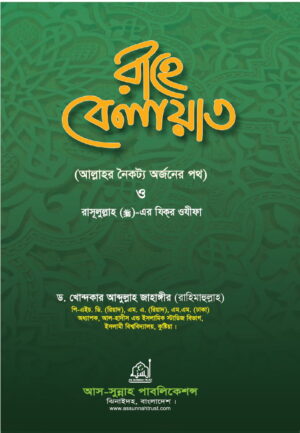 রাহে
বেলায়াত
(আল্লাহর নৈকট্য অর্জনের পথ)
ও
রাসূলুল্লাহ (ﷺ)-এর যিক্‌র ওযীফা
ড. খোন্দকার আব্দুল্লাহ জাহাঙ্গীর (রাহিমাহুল্লাহ)
পি-এইচ. ডি. (রিয়াদ), এম. এ. (রিয়াদ), এম.এম. (ঢাকা)
অধ্যাপক, আল-হাদীস এন্ড ইসলামিক স্টাডিজ বিভাগ,
ইসলামী বিশ্ববিদ্যালয়, কুষ্টিয়া।
আস-সুন্নাহ পাবলিকেশন্স
ঝিনাইদহ, বাংলাদেশ।
www.assunnahtrust.com